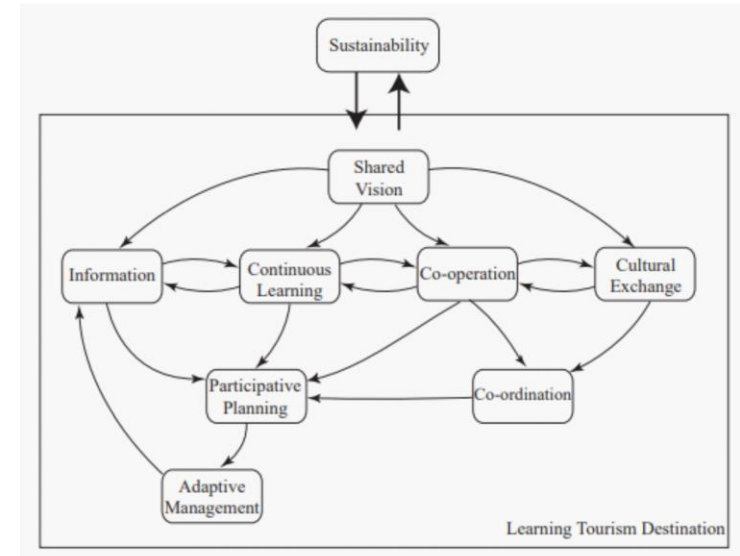 Sustainability
Shared
Vision
Information
Continuous
Learning
Co-operation
Cultural
Exchange
Participative
Planning
Co-ordination
Adaptive
Management
Learning Tourism Destination